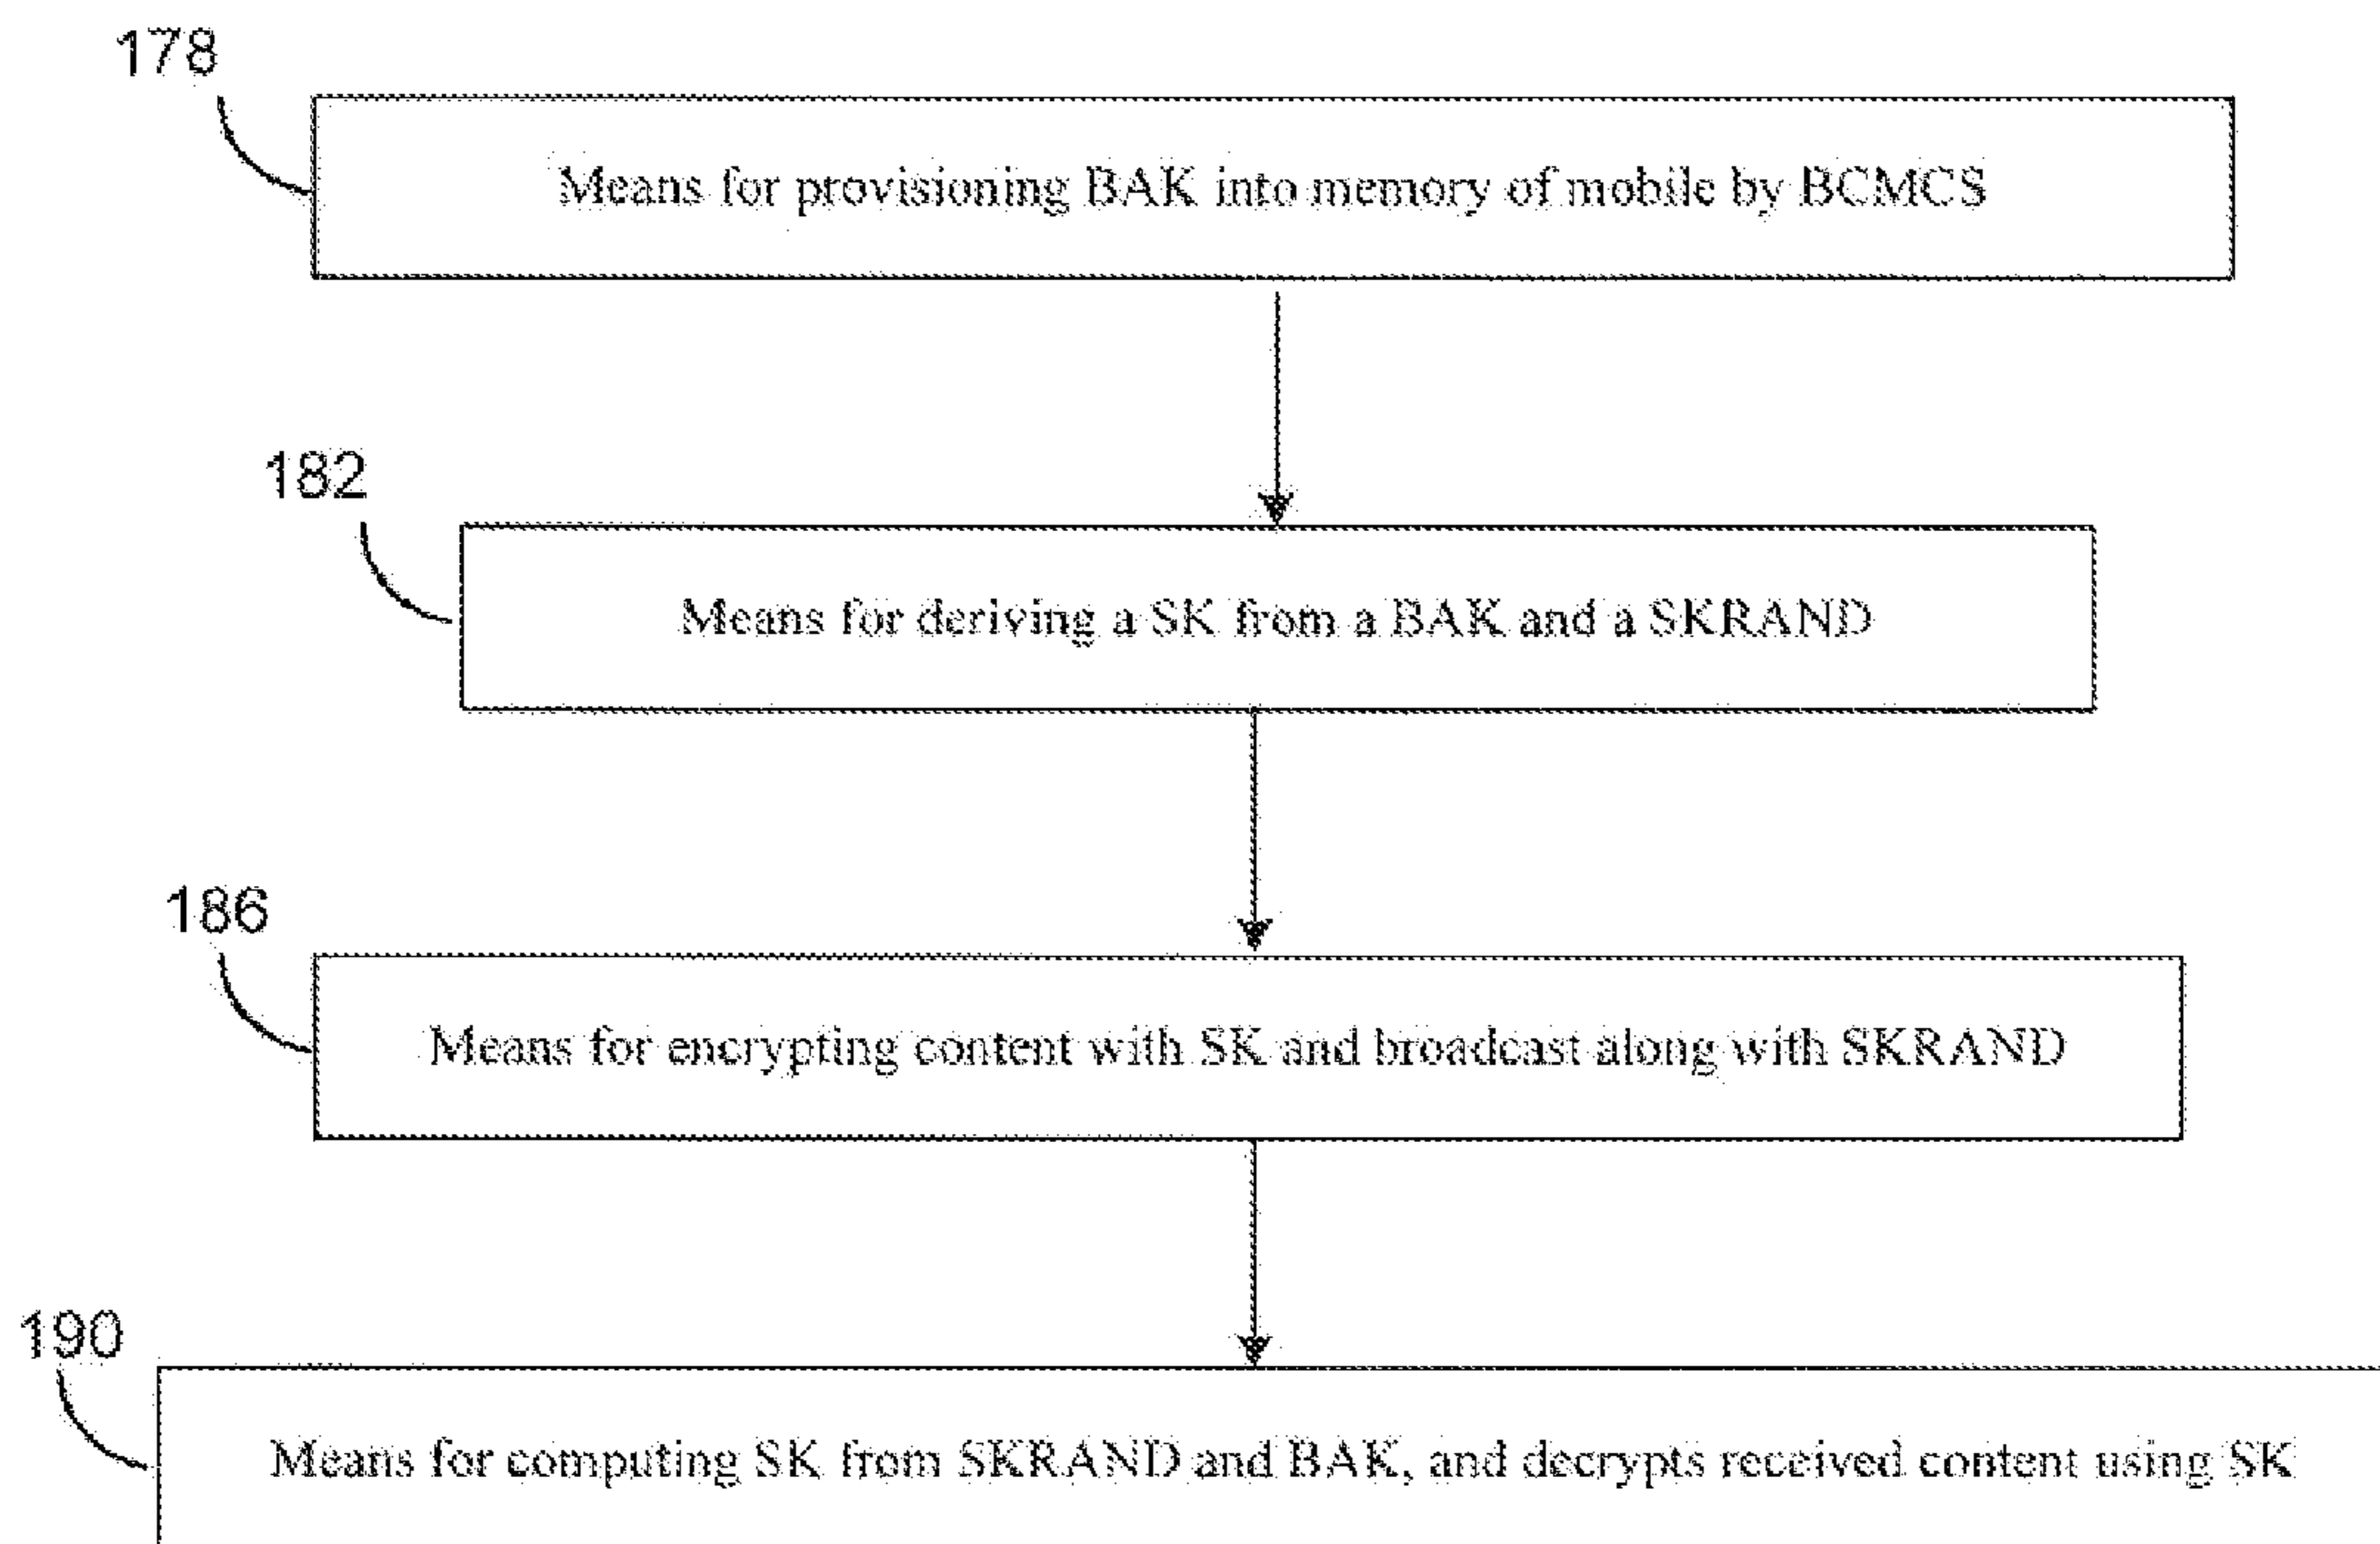 178
Means for provisioning BAK into memory of mobile by BCMCS
182
Means for deriving a SK from a BAK and a SKRAND
186
Means for encrypting content with SK and broadcast along with SKRAND
190
Means for computing SK from SKRAND and BAK, and decrypts received content using SK